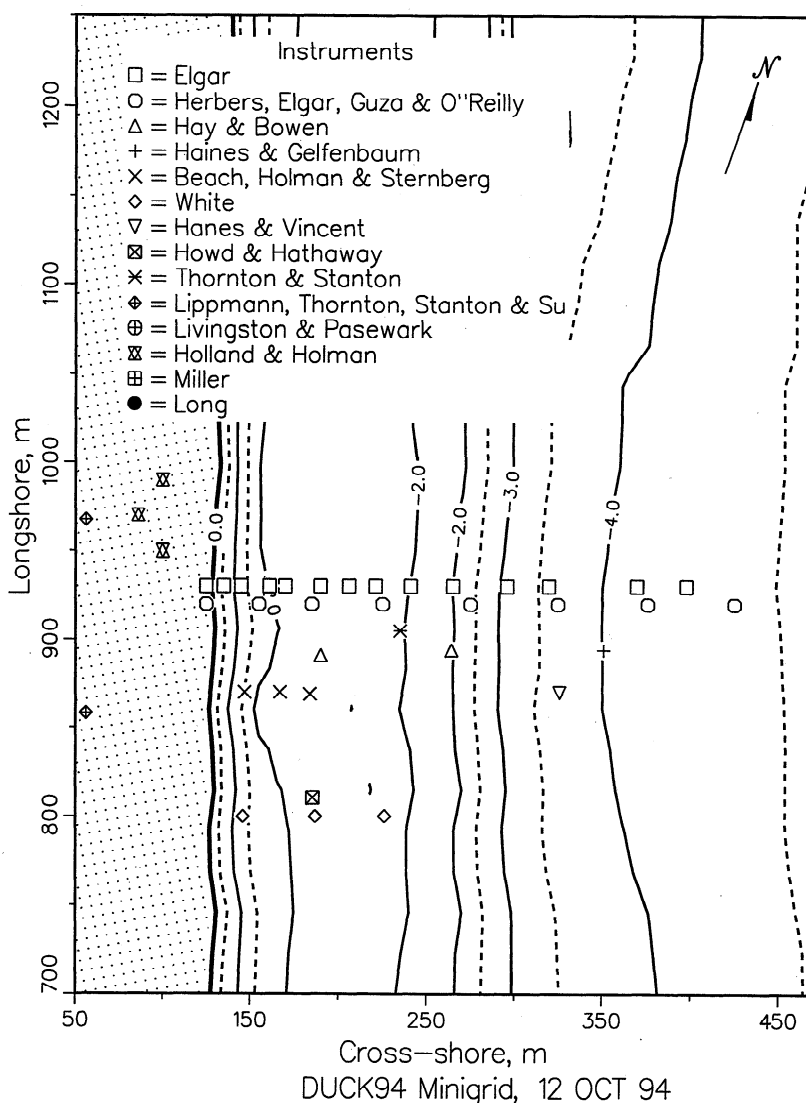 Instruments
□ = Elgar
○ = Herbers, Elgar, Guza & O''Reilly
△ = Hay & Bowen
+ = Haines & Gelfenbaum
× = Beach, Holman & Sternberg
◇ = White
▽ = Hanes & Vincent
⊠ = Howd & Hathaway
= Thornton & Stanton
= Lippmann, Thornton, Stanton & Su
⊕ = Livingston & Pasewark
= Holland & Holman
⊞ = Miller
● = Long
N
1200
1100
1000
900
800
700
Longshore, m
0.0
-2.0
-2.0
-3.0
-4.0
50
150
250
350
450
Cross-shore, m
DUCK94 Minigrid, 12 OCT 94